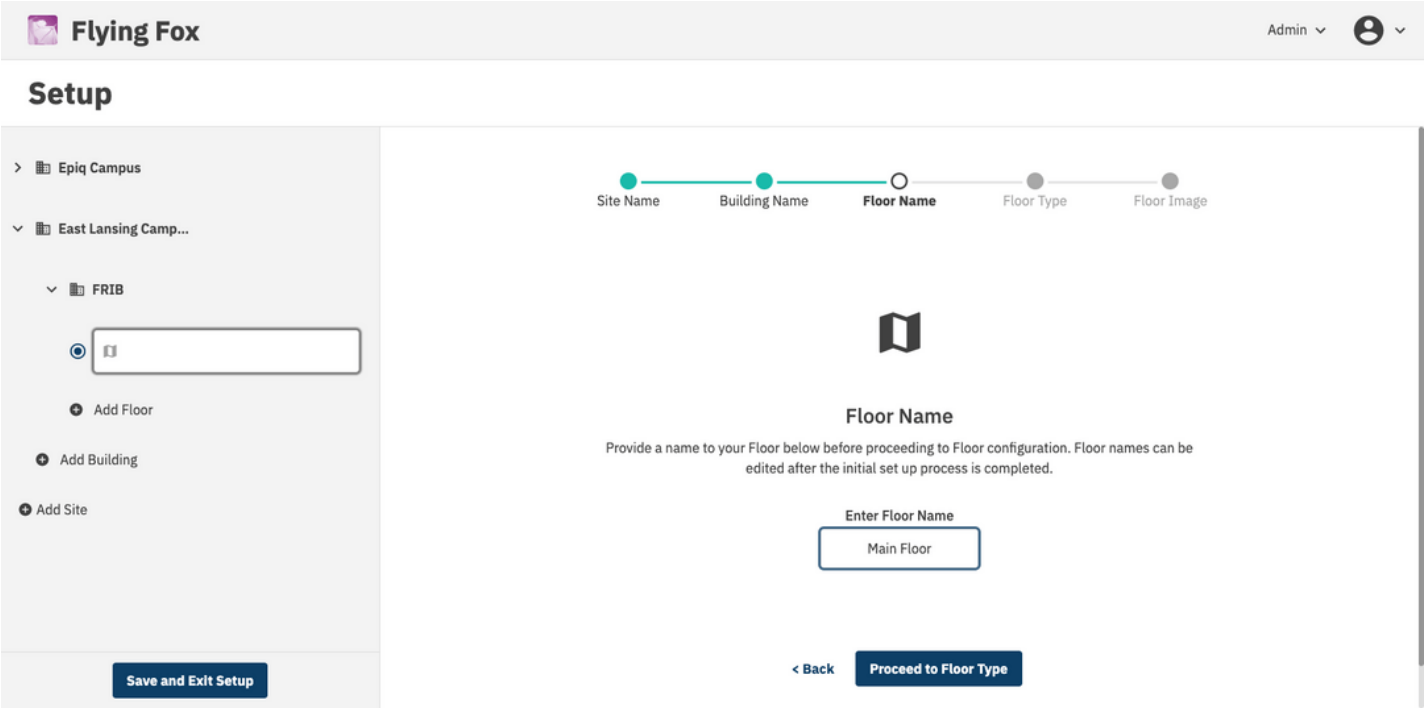 Flying Fox
Admin
Setup
Epiq Campus
East Lansing Camp...
FRIB
Add Floor
Add Building
Add Site
Save and Exit Setup
Site Name
Building Name
Floor Name
Floor Type
Floor Image
Floor Name
Provide a name to your Floor below before proceeding to Floor configuration. Floor names can be
edited after the initial set up process is completed.
Enter Floor Name
Main Floor
< Back
Proceed to Floor Type